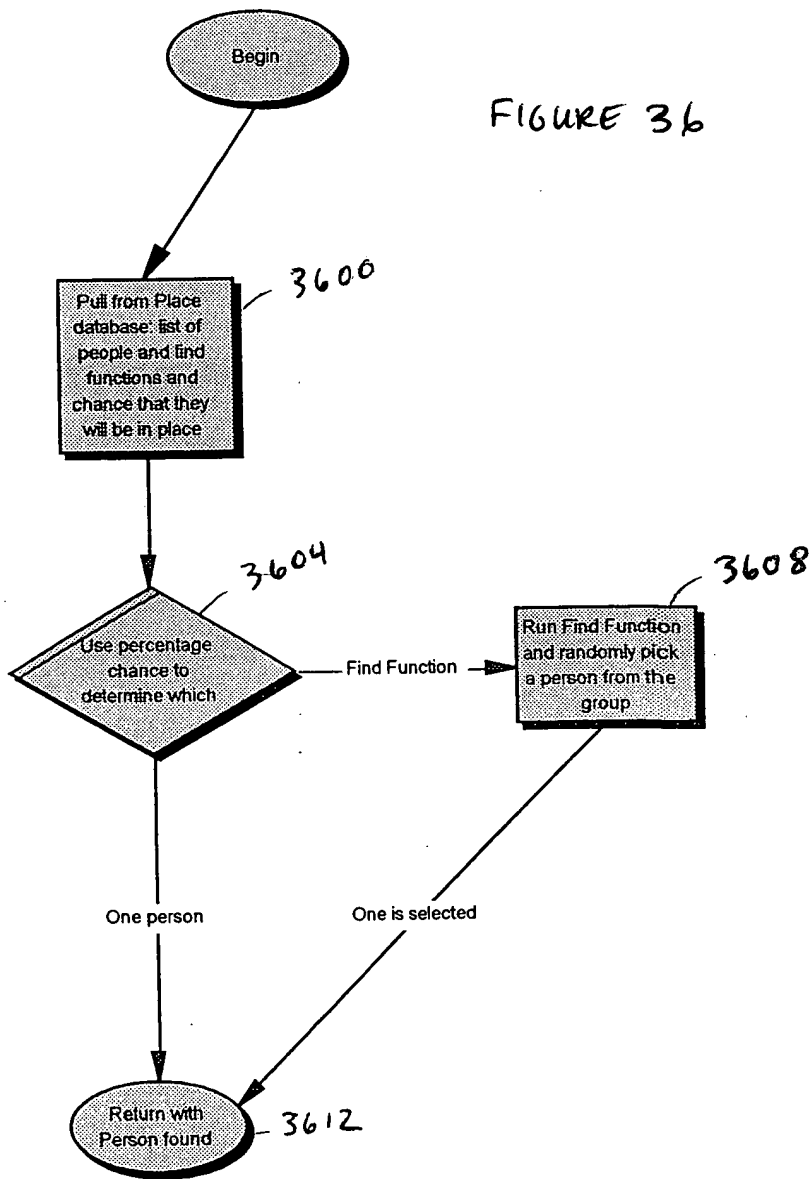 Begin
FIGURE 36
3600
Pull from Place
database: list of
people and find
functions and
chance that they
will be in place
3604
Use percentage
chance to
determine which
Find Function
3608
Run Find Function
and randomly pick
a person from the
group
One person
One is selected
Return with
Person found
3612